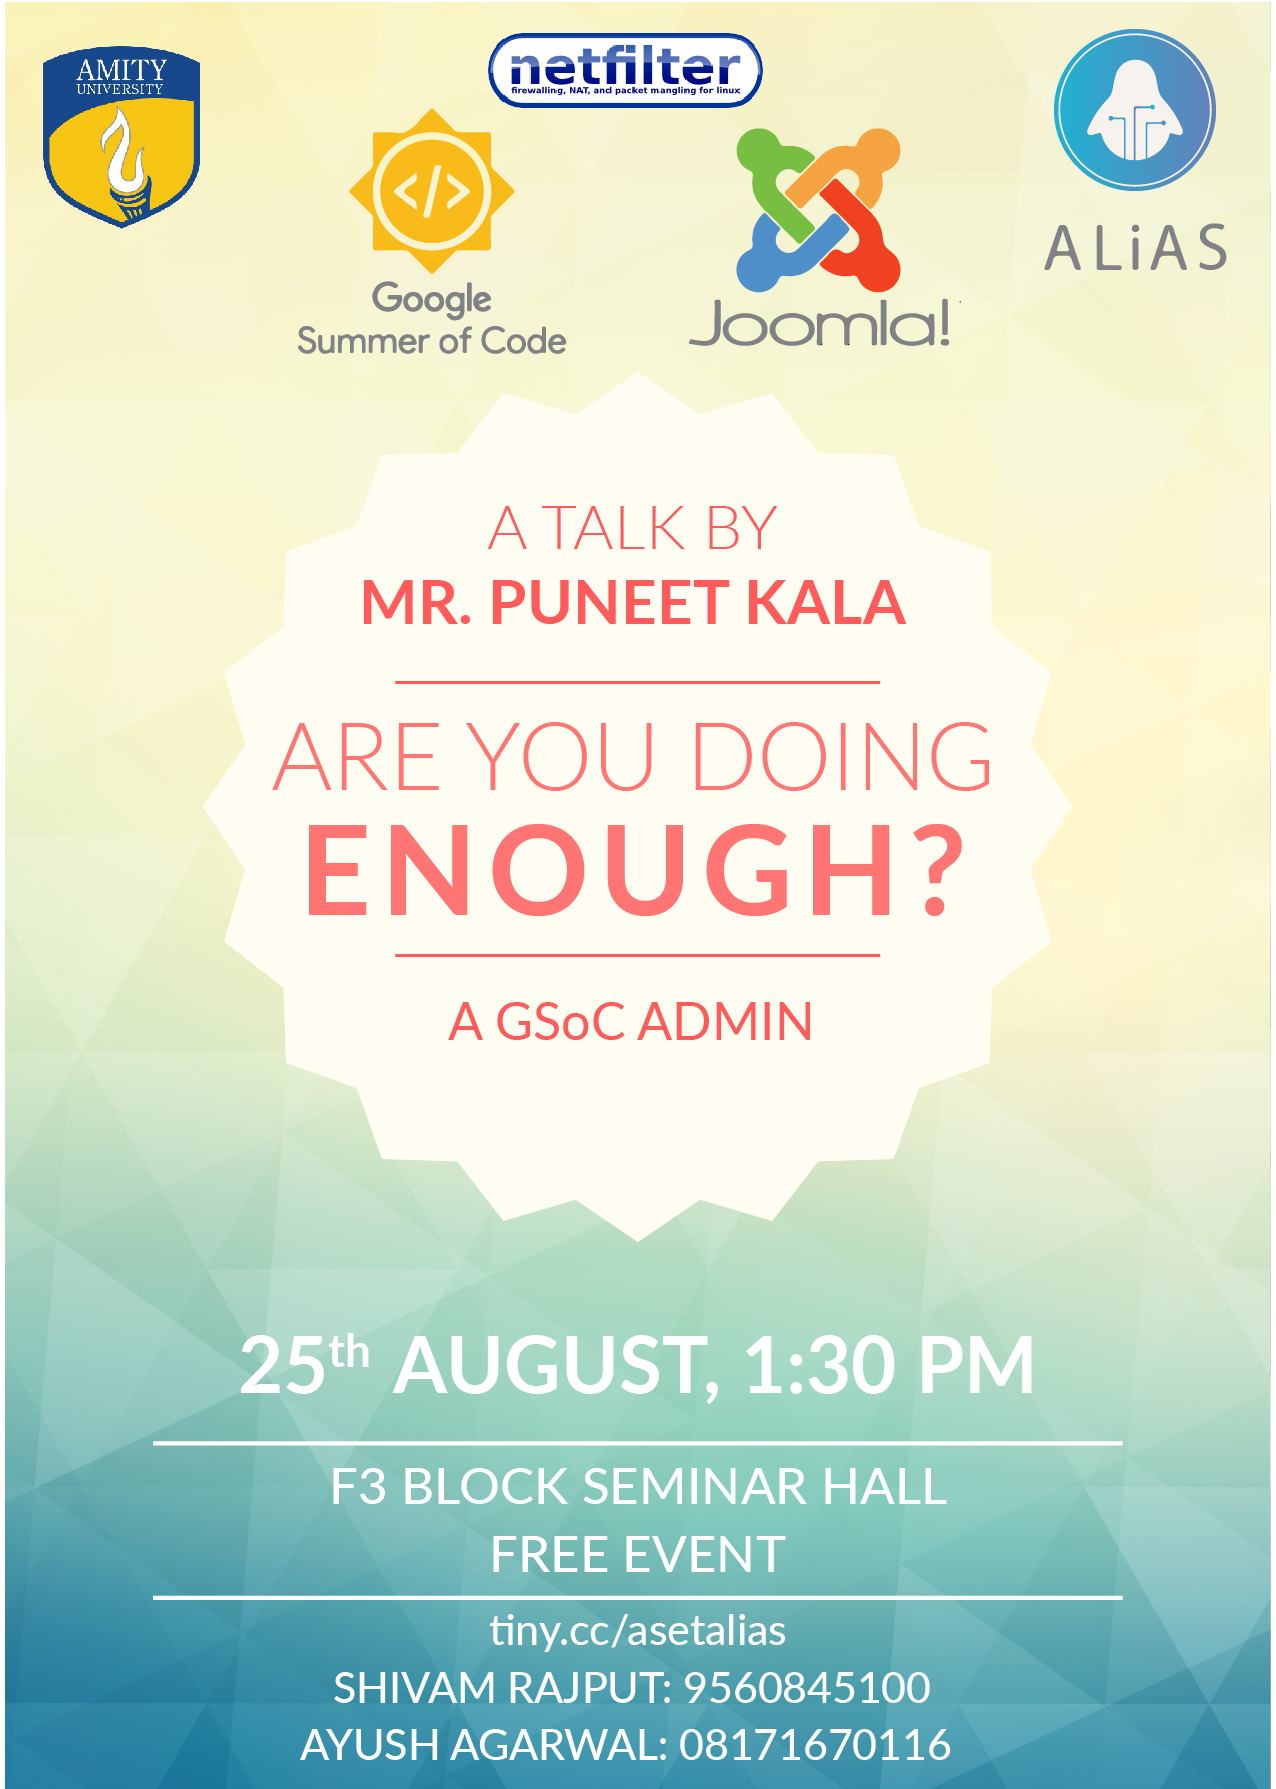 AMITY
UNIVERSITY
netfilter
firewalling, NAT, and packet mangling for linux
</>
Google
Summer of Code
Joomla!
ALiAS
A TALK BY
MR. PUNEET KALA
ARE YOU DOING
ENOUGH?
A GSoC ADMIN
25th AUGUST, 1:30 PM
F3 BLOCK SEMINAR HALL
FREE EVENT
tiny.cc/asetalias
SHIVAM RAJPUT: 9560845100
AYUSH AGARWAL: 08171670116